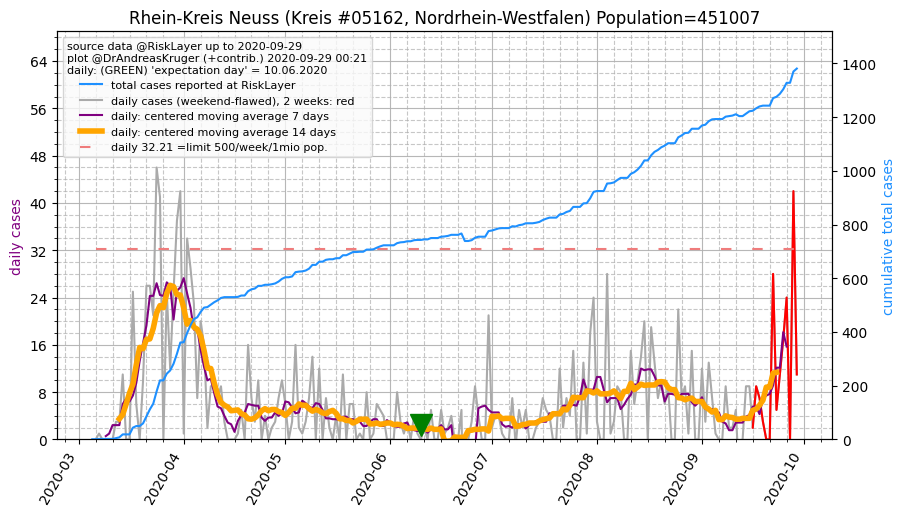 Rhein-Kreis Neuss (Kreis #05162, Nordrhein-Westfalen) Population=451007
source data @RiskLayer up to 2020-09-29
plot @DrAndreasKruger (+contrib.) 2020-09-29 00:21
daily: (GREEN) 'expectation day' = 10.06.2020
total cases reported at RiskLayer
daily cases (weekend-flawed), 2 weeks: red
daily: centered moving average 7 days
daily: centered moving average 14 days
daily 32.21 =limit 500/week/1mio pop.
daily cases
64
56
48
40
32
24
16
8
0
cumulative total cases
1400
1200
1000
800
600
400
200
0
2020-03
2020-04
2020-05
2020-06
2020-07
2020-08
2020-09
2020-10